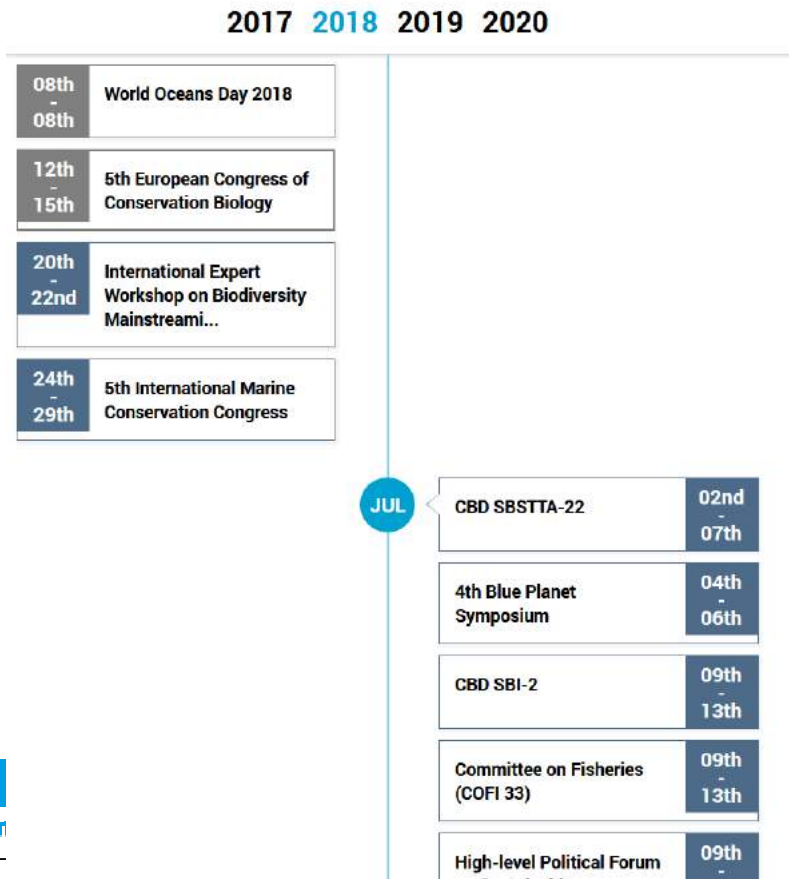 2017 2018 2019 2020
08th
-
08th
World Oceans Day 2018
12th
-
15th
5th European Congress of
Conservation Biology
20th
-
22nd
International Expert
Workshop on Biodiversity
Mainstreami...
24th
-
29th
5th International Marine
Conservation Congress
JUL
CBD SBSTTA-22
02nd
-
07th
4th Blue Planet
Symposium
04th
-
06th
CBD SBI-2
09th
-
13th
Committee on Fisheries
(COFI 33)
09th
-
13th
High-level Political Forum
09th
-